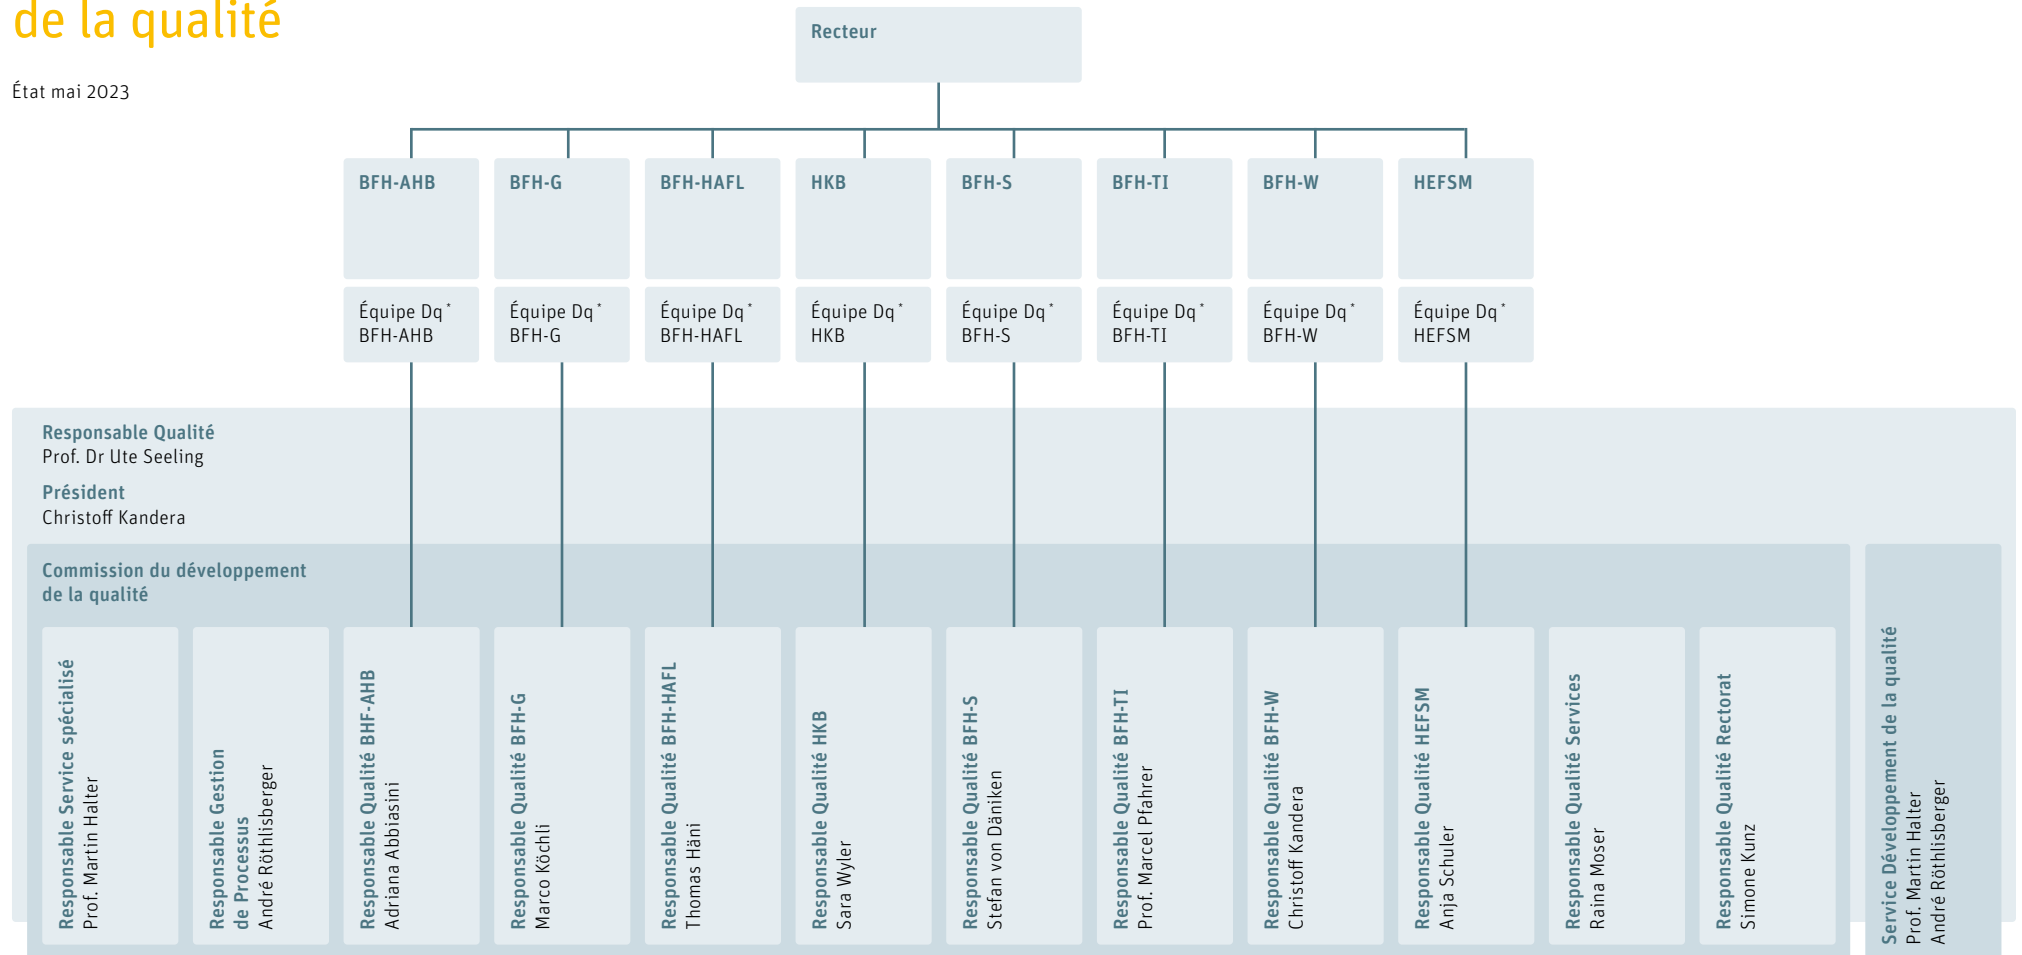 de la qualité
État mai 2023
Recteur
BFH-AHB
BFH-G
BFH-HAFL
HKB
BFH-S
BFH-TI
BFH-W
HEFSM
Équipe Dq*
BFH-AHB
Équipe Dq*
BFH-G
Équipe Dq*
BFH-HAFL
Équipe Dq*
HKB
Équipe Dq*
BFH-S
Équipe Dq*
BFH-TI
Équipe Dq*
BFH-W
Équipe Dq*
HEFSM
Responsable Qualité
Prof. Dr Ute Seeling
Président
Christoff Kandera
Commission du développement
de la qualité
Responsable Service spécialisé
Prof. Martin Halter
Responsable Gestion
de Processus
André Röthlisberger
Responsable Qualité BHF-AHB
Adriana Abbiasini
Responsable Qualité BFH-G
Marco Köchli
Responsable Qualité BFH-HAFL
Thomas Häni
Responsable Qualité HKB
Sara Wyler
Responsable Qualité BFH-S
Stefan von Däniken
Responsable Qualité BFH-TI
Prof. Marcel Pfahrer
Responsable Qualité BFH-W
Christoff Kandera
Responsable Qualité HEFSM
Anja Schuler
Responsable Qualité Services
Raina Moser
Responsable Qualité Rectorat
Simone Kunz
Service Développement de la qualité
Prof. Martin Halter
André Röthlisberger